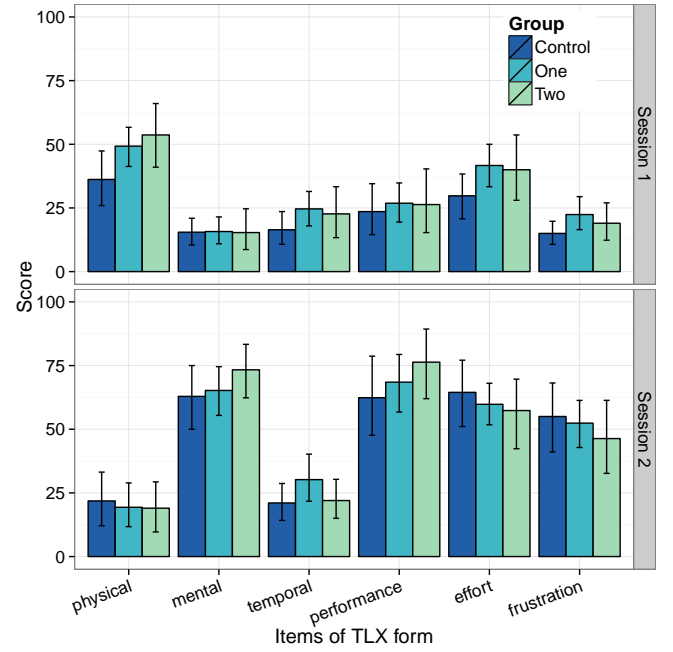 Group
Control
One
Two
100
75
50
25
0
Session 1
Score
100
75
50
25
0
Session 2
physical
mental
temporal
performance
effort
frustration
Items of TLX form